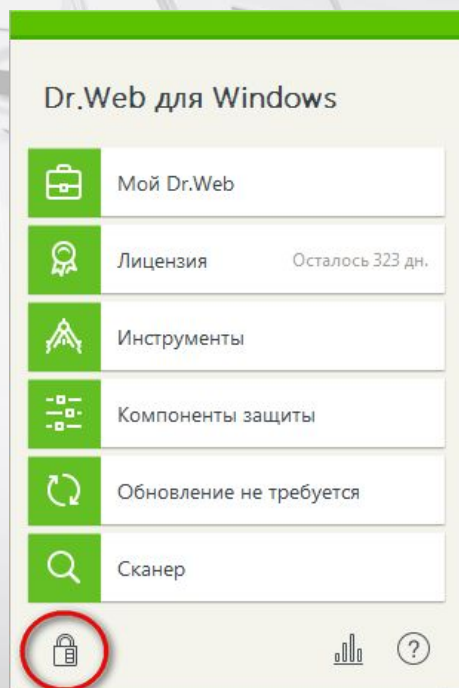 Dr.Web для Windows
Мой Dr.Web
Лицензия Осталось 323 дн.
Инструменты
Компоненты защиты
Обновление не требуется
Сканер
?